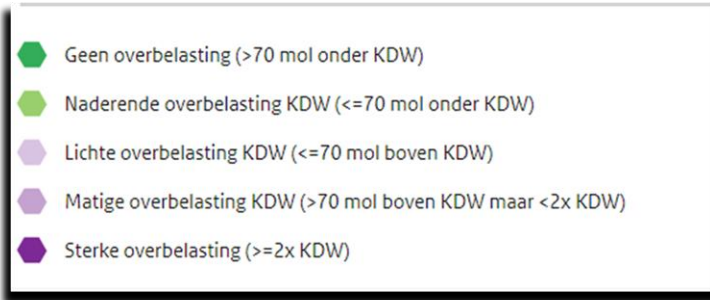 Geen overbelasting (>70 mol onder KDW)
Naderende overbelasting KDW (<=70 mol onder KDW)
Lichte overbelasting KDW (<=70 mol boven KDW)
Matige overbelasting KDW (>70 mol boven KDW maar <2x KDW)
Sterke overbelasting (>=2x KDW)